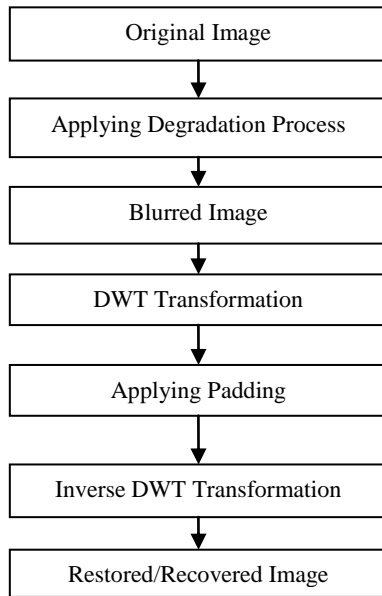 Original Image
Applying Degradation Process
Blurred Image
DWT Transformation
Applying Padding
Inverse DWT Transformation
Restored/Recovered Image